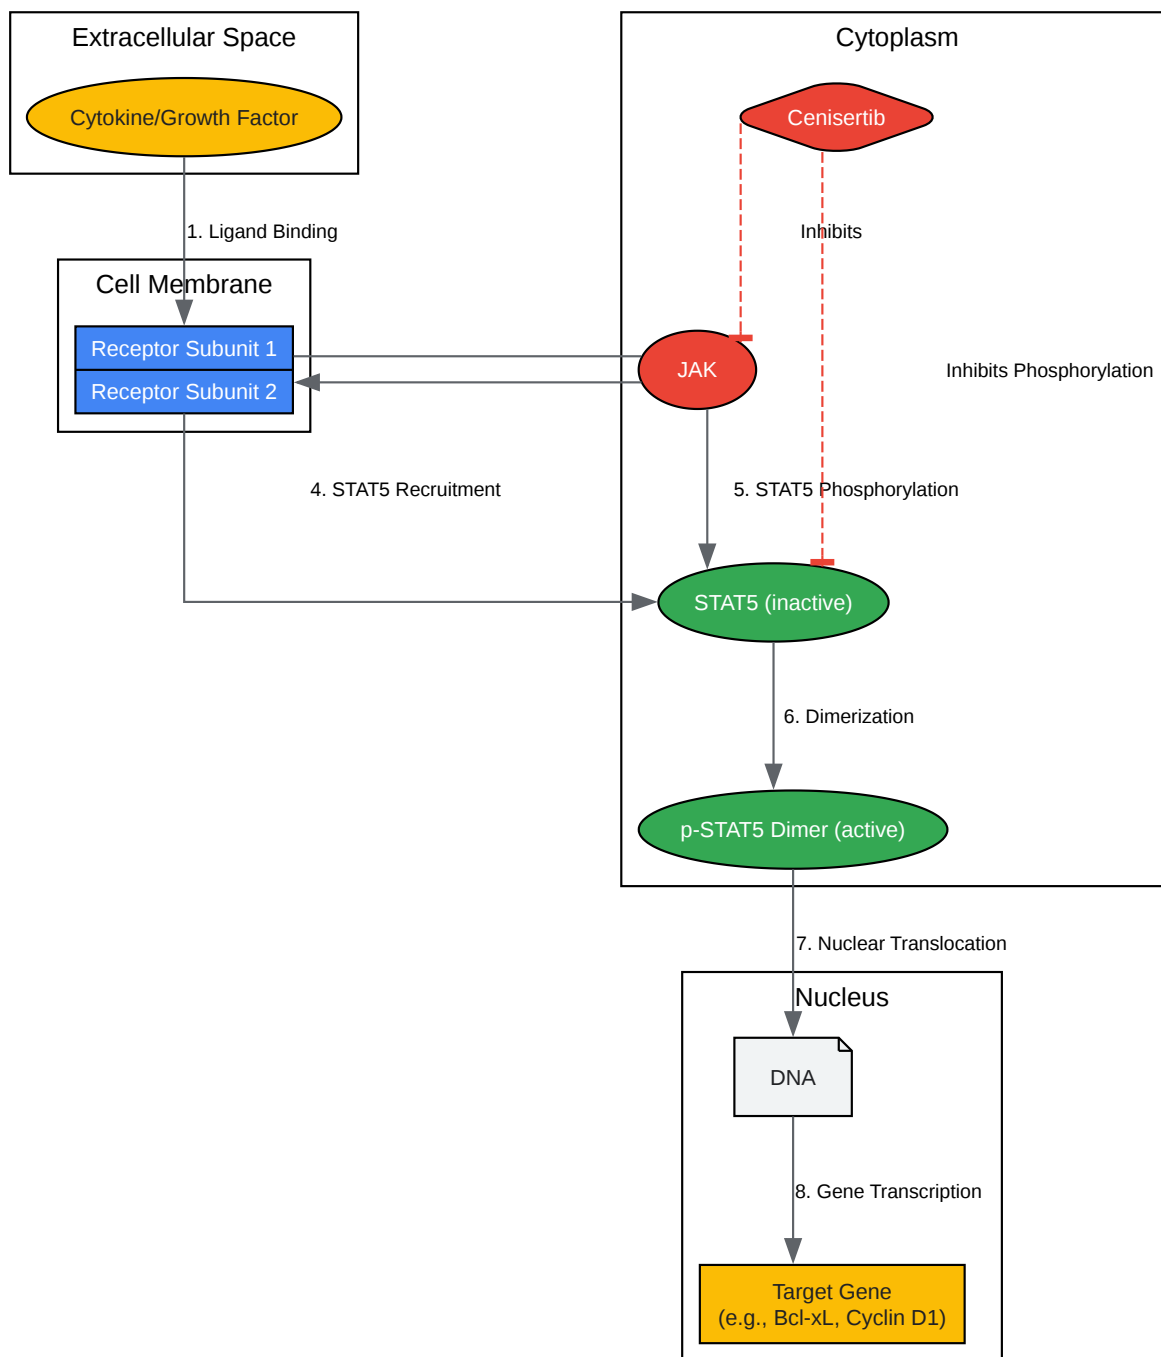 Extracellular Space
Cytoplasm
Cytokine/Growth Factor
Cenisertib
1. Ligand Binding
Inhibits
Cell Membrane
Receptor Subunit 1
Receptor Subunit 2
JAK
Inhibits Phosphorylation
4. STAT5 Recruitment
5. STAT5 Phosphorylation
STAT5 (inactive)
6. Dimerization
p-STAT5 Dimer (active)
7. Nuclear Translocation
Nucleus
DNA
8. Gene Transcription
Target Gene
(e.g., Bcl-xL, Cyclin D1)